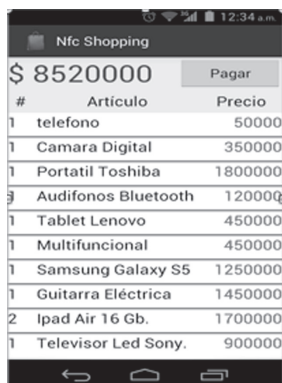 12:34 a.m.
Nfc Shopping
$ 8520000 Pagar
# Artículo Precio
1 telefono 50000
1 Camara Digital 350000
1 Portatil Toshiba 1800000
Audifonos Bluetooth 120000
1 Tablet Lenovo 450000
1 Multifuncional 450000
1 Samsung Galaxy S5 1250000
1 Guitarra Eléctrica 1450000
2 Ipad Air 16 Gb. 1700000
1 Televisor Led Sony. 900000